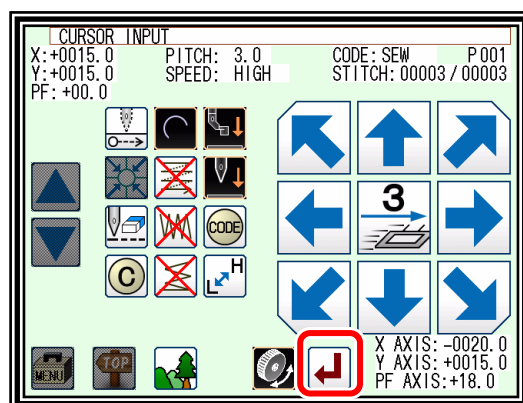 CURSOR INPUT
X:+0015.0 PITCH: 3.0 CODE:SEW P001
Y:+0015.0 SPEED: HIGH STITCH:00003/00003
PF:+00.0
3
CODE
C
L H
X AXIS:-0020.0
Y AXIS:+0015.0
PF AXIS:+18.0
MENU
TOP